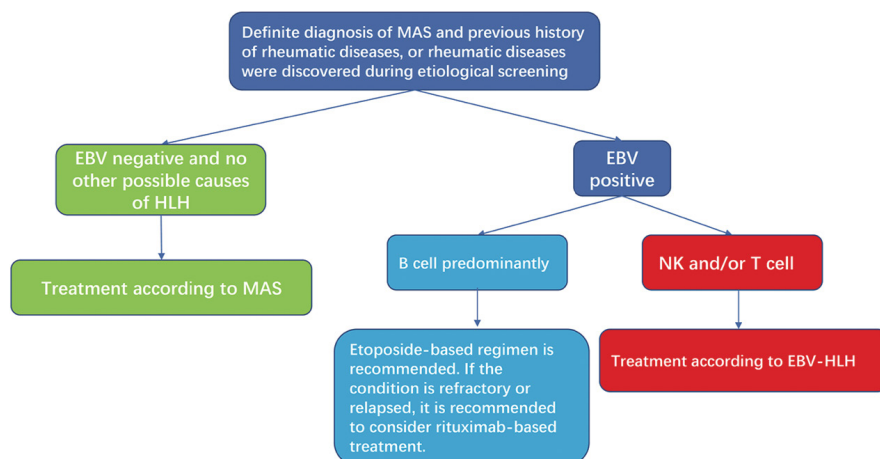 Definite diagnosis of MAS and previous history
of rheumatic diseases, or rheumatic diseases
were discovered during etiological screening
EBV negative and no
other possible causes
of HLH
EBV
positive
Treatment according to MAS
B cell predominantly
NK and/or T cell
Etoposide-based regimen is
recommended. If the
condition is refractory or
relapsed, it is recommended
to consider rituximab-based
treatment.
Treatment according to EBV-HLH